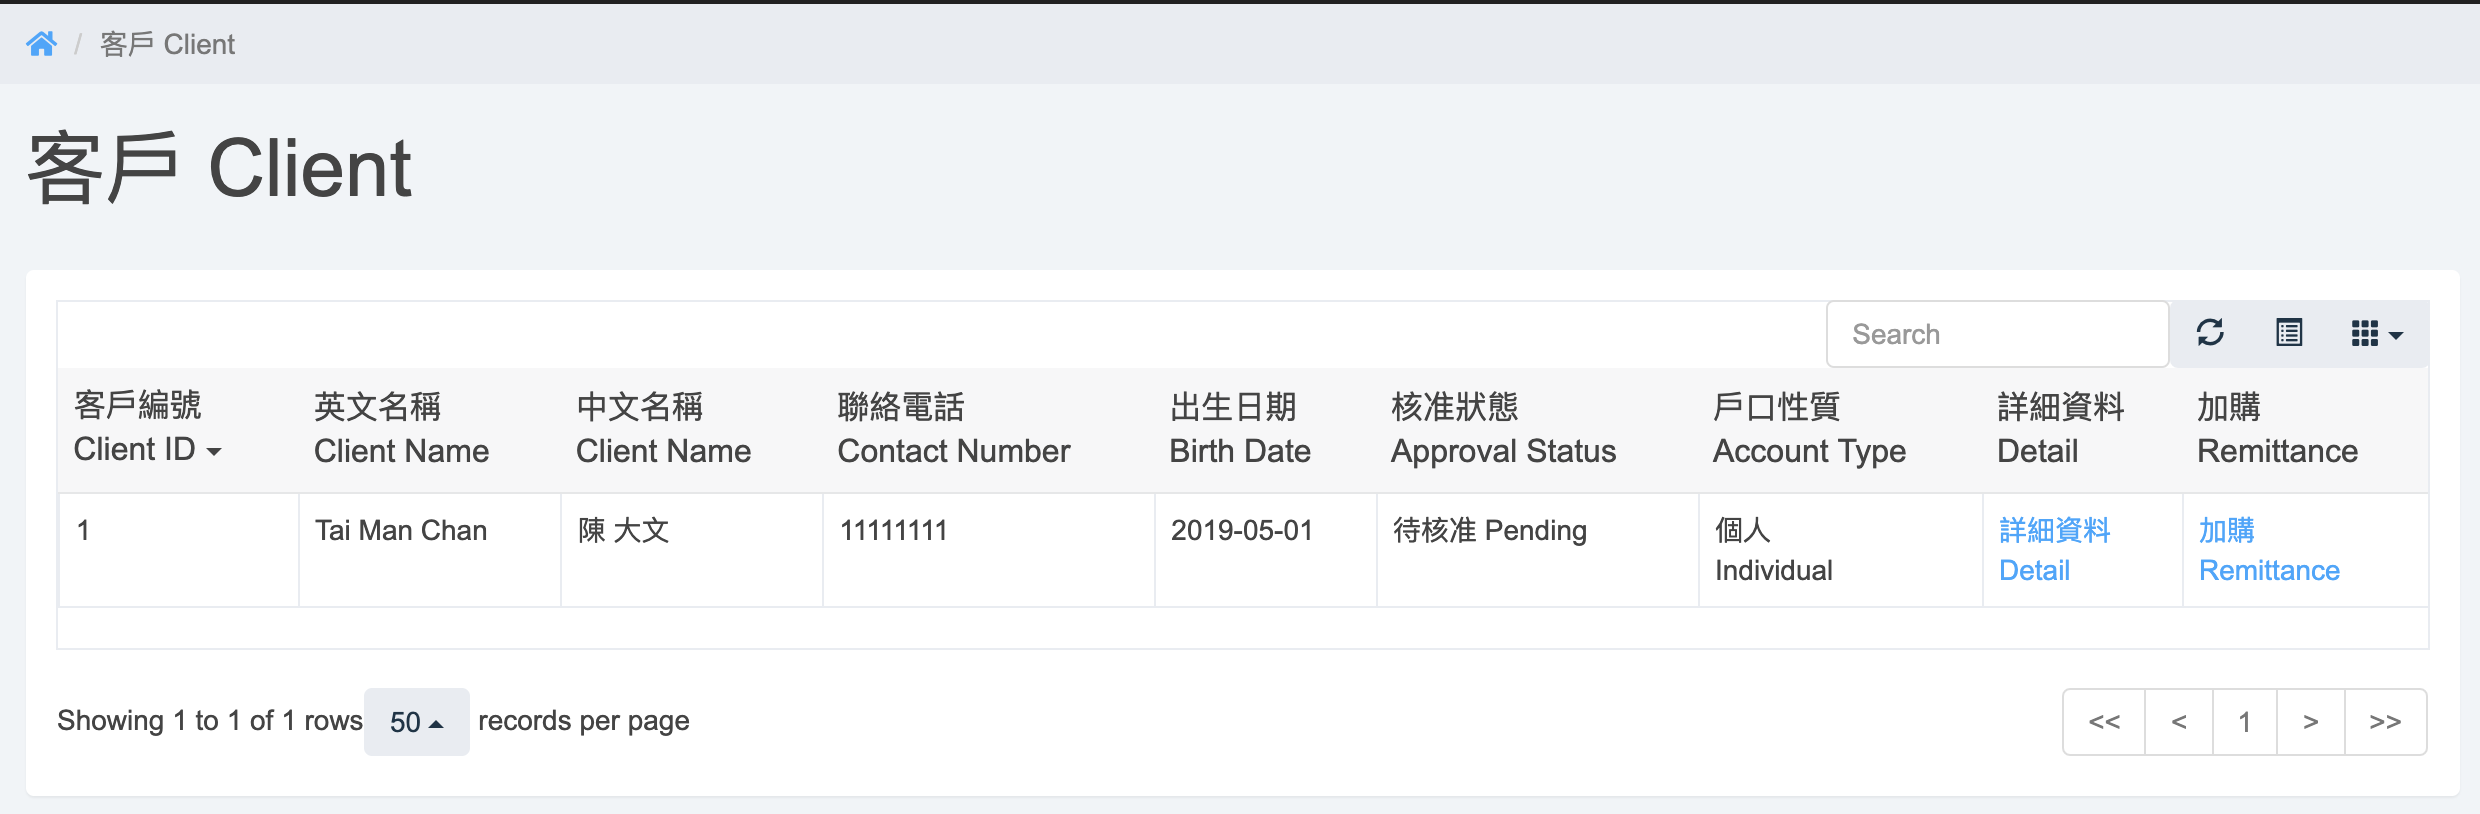 / 客戶 Client
客戶 Client
Search
客戶編號 英文名稱 中文名稱 聯絡電話 出生日期 核准狀態 戶口性質 詳細資料 加購
Client ID Client Name Client Name Contact Number Birth Date Approval Status Account Type Detail Remittance
1 Tai Man Chan 陳 大文 11111111 2019-05-01 待核准 Pending 個人 詳細資料 加購
Individual Detail Remittance
Showing 1 to 1 of 1 rows 50 records per page << < 1 > >>